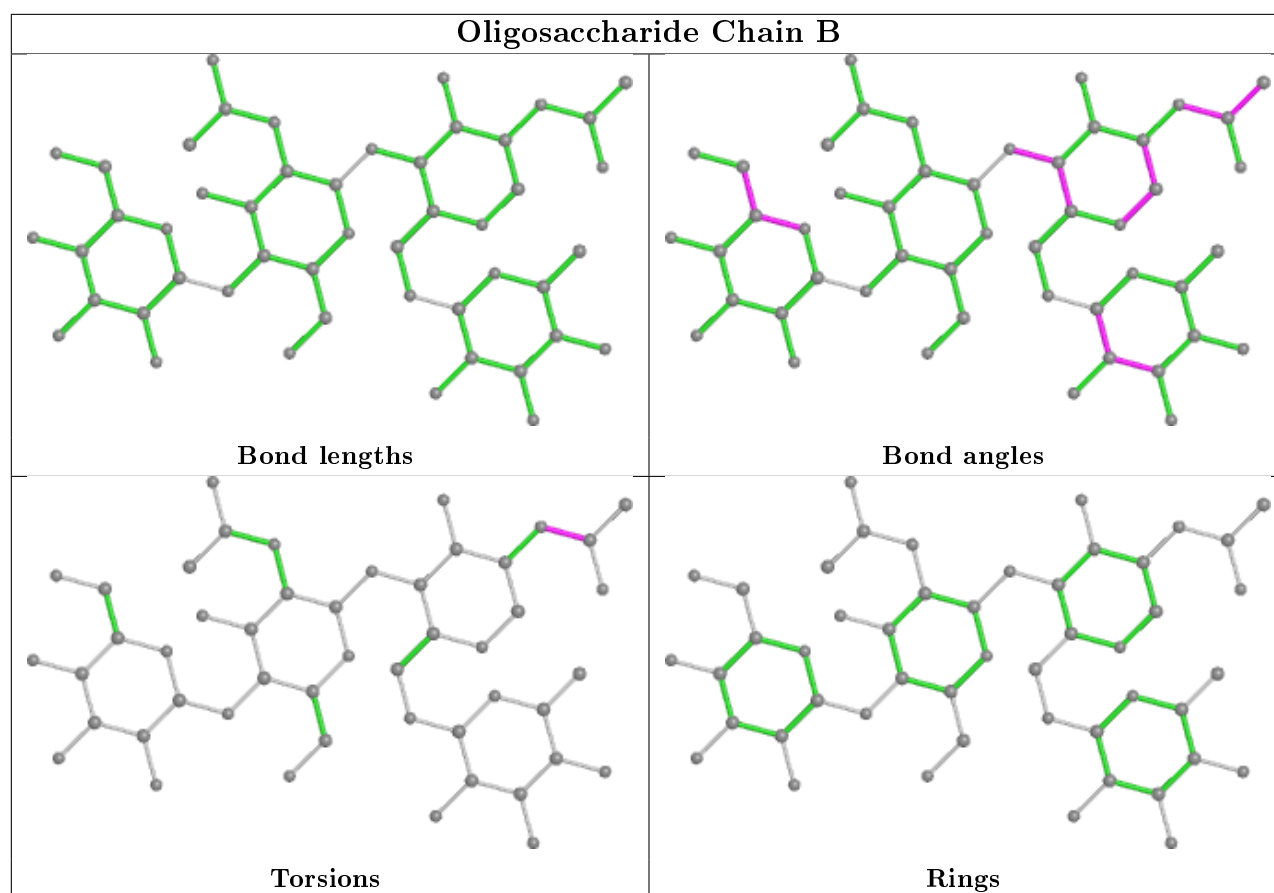 Oligosaccharide Chain B
Bond lengths
Bond angles
Torsions
Rings